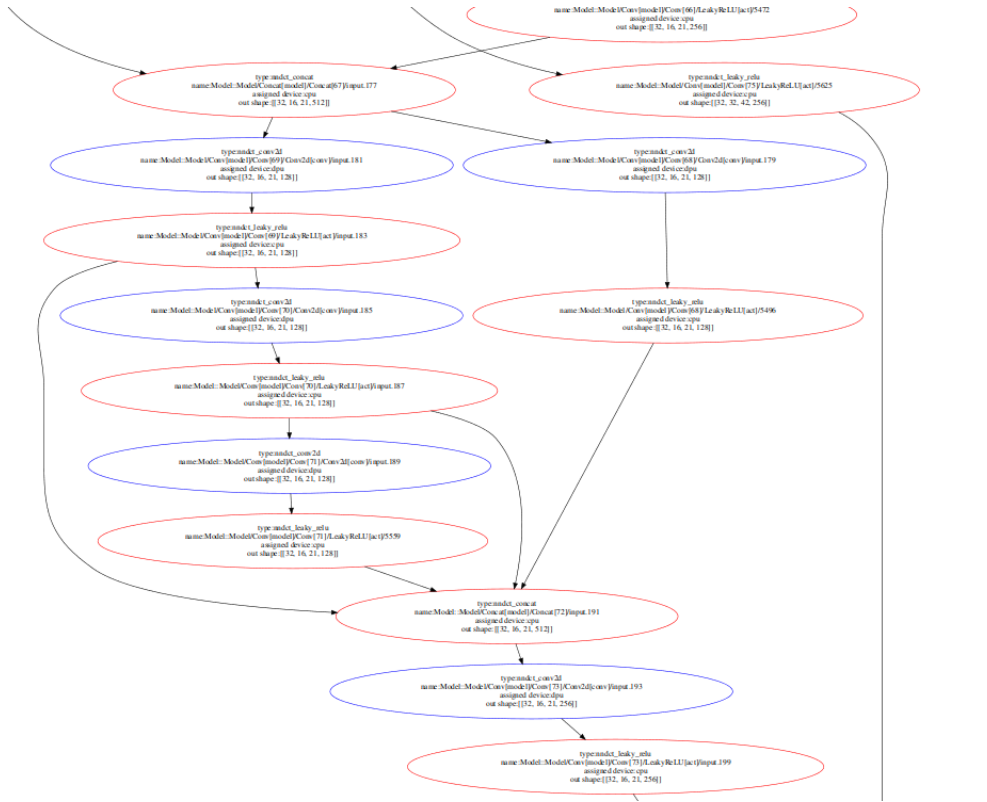 name:Model::Model/Conv[model]/Conv[66]/LeakyReLU[act]/5472
assigned device:cpu
out shape:[[32, 16, 21, 256]]
type:nndct_concat
name:Model::Model/Concat[model]/Concat[67]/input.177
assigned device:cpu
out shape:[[32, 16, 21, 512]]
type:nndct_leaky_relu
name:Model::Model/Conv[model]/Conv[75]/LeakyReLU[act]/5625
assigned device:cpu
out shape:[[32, 32, 42, 256]]
type:nndct_conv2d
name:Model::Model/Conv[model]/Conv[69]/Conv2d[conv]/input.181
assigned device:dpu
out shape:[[32, 16, 21, 128]]
type:nndct_conv2d
name:Model::Model/Conv[model]/Conv[68]/Conv2d[conv]/input.179
assigned device:dpu
out shape:[[32, 16, 21, 128]]
type:nndct_leaky_relu
name:Model::Model/Conv[model]/Conv[69]/LeakyReLU[act]/input.183
assigned device:cpu
out shape:[[32, 16, 21, 128]]
type:nndct_conv2d
name:Model::Model/Conv[model]/Conv[70]/Conv2d[conv]/input.185
assigned device:dpu
out shape:[[32, 16, 21, 128]]
type:nndct_leaky_relu
name:Model::Model/Conv[model]/Conv[68]/LeakyReLU[act]/5496
assigned device:cpu
out shape:[[32, 16, 21, 128]]
type:nndct_leaky_relu
name:Model::Model/Conv[model]/Conv[70]/LeakyReLU[act]/input.187
assigned device:cpu
out shape:[[32, 16, 21, 128]]
type:nndct_conv2d
name:Model::Model/Conv[model]/Conv[71]/Conv2d[conv]/input.189
assigned device:dpu
out shape:[[32, 16, 21, 128]]
type:nndct_leaky_relu
name:Model::Model/Conv[model]/Conv[71]/LeakyReLU[act]/5559
assigned device:cpu
out shape:[[32, 16, 21, 128]]
type:nndct_concat
name:Model::Model/Concat[model]/Concat[72]/input.191
assigned device:cpu
out shape:[[32, 16, 21, 512]]
type:nndct_conv2d
name:Model::Model/Conv[model]/Conv[73]/Conv2d[conv]/input.193
assigned device:dpu
out shape:[[32, 16, 21, 256]]
type:nndct_leaky_relu
name:Model::Model/Conv[model]/Conv[73]/LeakyReLU[act]/input.199
assigned device:cpu
out shape:[[32, 16, 21, 256]]